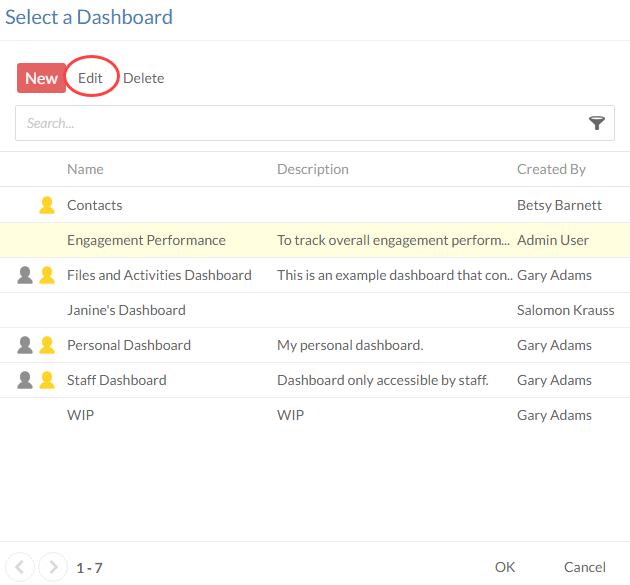 Select a Dashboard
New Edit Delete
Search...
Name Description Created By
Contacts Betsy Barnett
Engagement Performance To track overall engagement perform... Admin User
Files and Activities Dashboard This is an example dashboard that con.. Gary Adams
Janine's Dashboard Salomon Krauss
Personal Dashboard My personal dashboard. Gary Adams
Staff Dashboard Dashboard only accessible by staff. Gary Adams
WIP WIP Gary Adams
1 - 7 OK Cancel